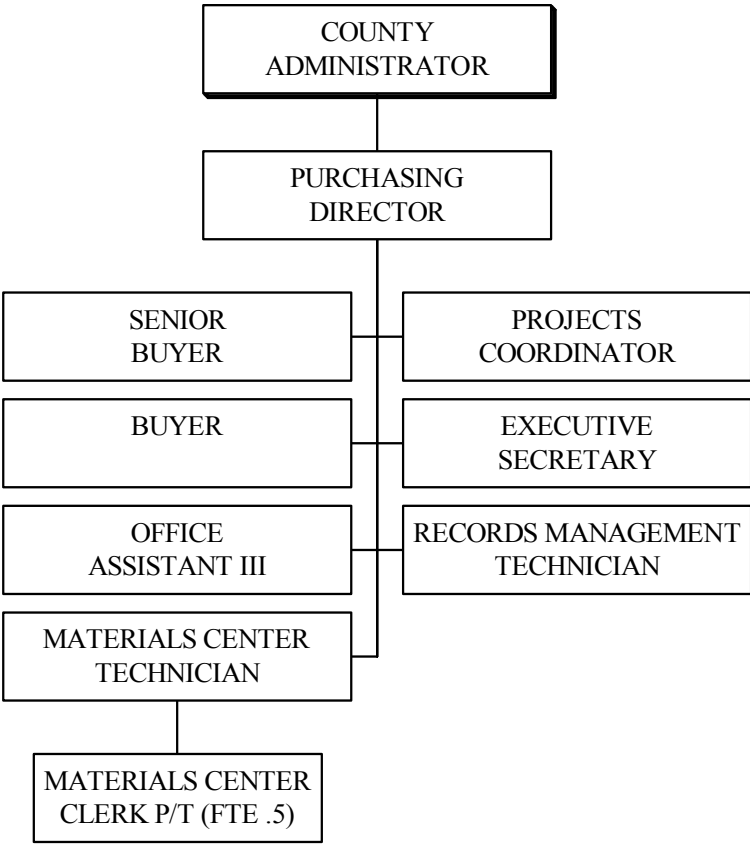 COUNTY
ADMINISTRATOR
PURCHASING
DIRECTOR
SENIOR
BUYER
PROJECTS
COORDINATOR
BUYER
EXECUTIVE
SECRETARY
OFFICE
ASSISTANT III
RECORDS MANAGEMENT
TECHNICIAN
MATERIALS CENTER
TECHNICIAN
MATERIALS CENTER
CLERK P/T (FTE .5)